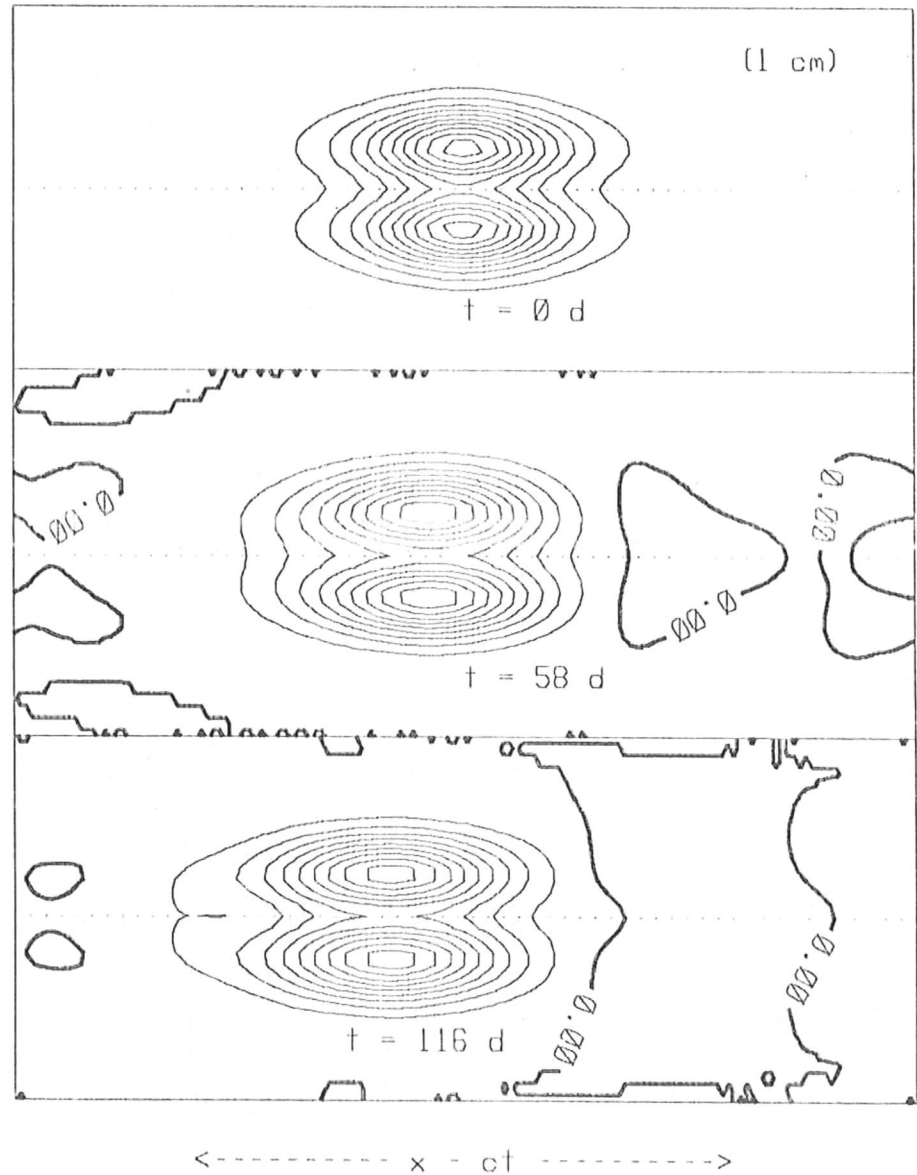 (1 cm)
t = 0 d
0.00
0.00
0.00
t = 58 d
0.00
0.00
t = 116 d
<-------- x - ct ---------->